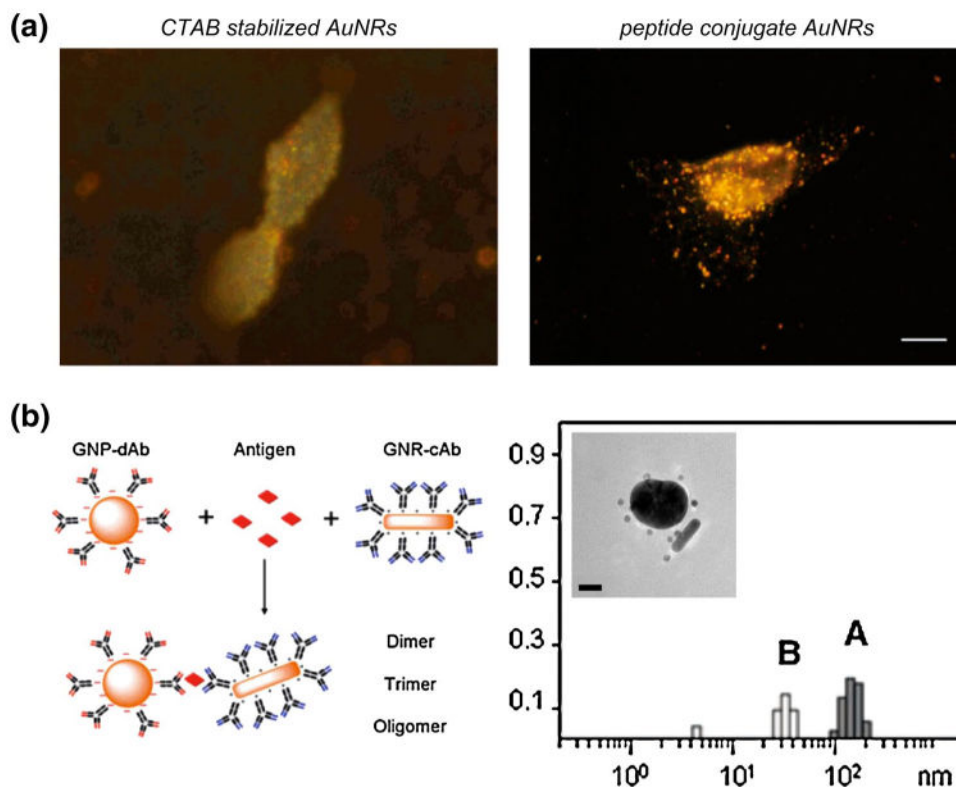 (a)
CTAB stabilized AuNRs
peptide conjugate AuNRs
(b)
GNP-dAb
Antigen
GNR-cAb
+
+
Dimer
Trimer
Oligomer
0.9
0.7
0.5
0.3
0.1
B
A
10⁰
10¹
10²
nm